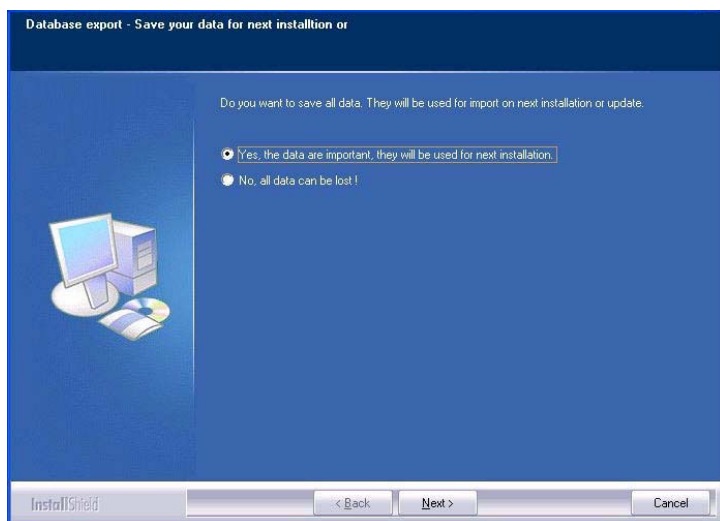 Database export - Save your data for next installtion or
Do you want to save all data. They will be used for import on next installation or update.
Yes, the data are important, they will be used for next installation.
No, all data can be lost !
InstallShield
< Back
Next >
Cancel